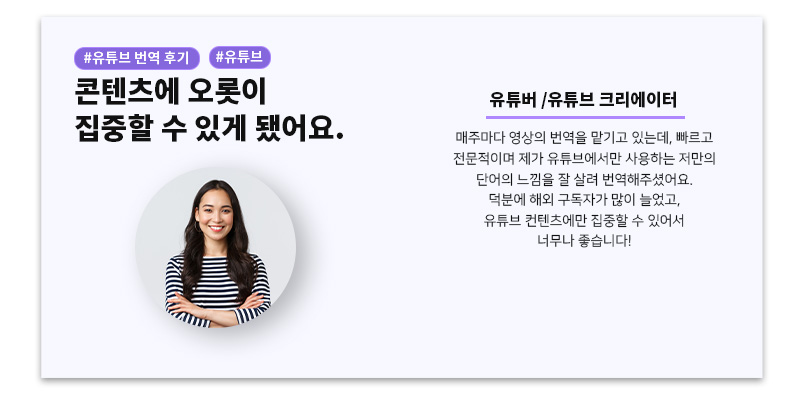 #유튜브 번역 후기 #유튜브
콘텐츠에 오롯이
집중할 수 있게 됐어요.
유튜버 /유튜브 크리에이터
매주마다 영상의 번역을 맡기고 있는데, 빠르고
전문적이며 제가 유튜브에서만 사용하는 저만의
단어의 느낌을 잘 살려 번역해주셨어요.
덕분에 해외 구독자가 많이 늘었고,
유튜브 컨텐츠에만 집중할 수 있어서
너무나 좋습니다!